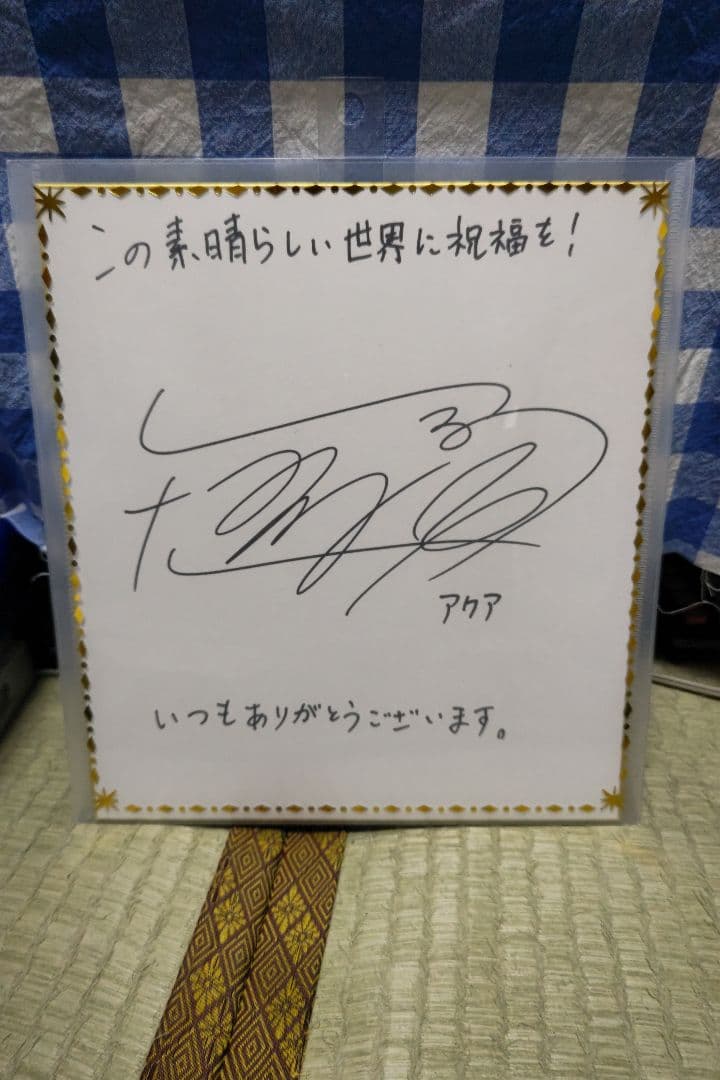 この素晴らしい世界に祝福を!
アクア
いつもありがとうございます。